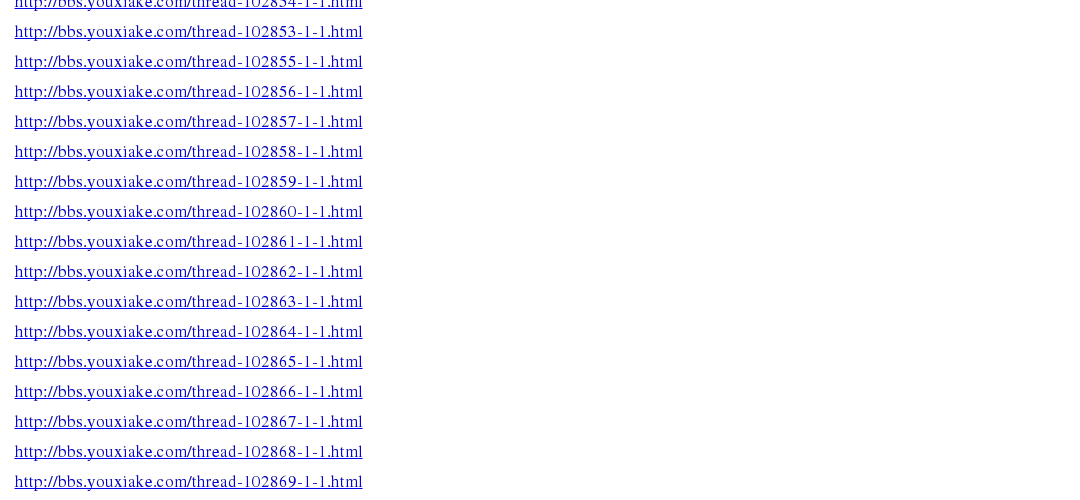 http://bbs.youxiake.com/thread-102854-1-1.html
http://bbs.youxiake.com/thread-102853-1-1.html
http://bbs.youxiake.com/thread-102855-1-1.html
http://bbs.youxiake.com/thread-102856-1-1.html
http://bbs.youxiake.com/thread-102857-1-1.html
http://bbs.youxiake.com/thread-102858-1-1.html
http://bbs.youxiake.com/thread-102859-1-1.html
http://bbs.youxiake.com/thread-102860-1-1.html
http://bbs.youxiake.com/thread-102861-1-1.html
http://bbs.youxiake.com/thread-102862-1-1.html
http://bbs.youxiake.com/thread-102863-1-1.html
http://bbs.youxiake.com/thread-102864-1-1.html
http://bbs.youxiake.com/thread-102865-1-1.html
http://bbs.youxiake.com/thread-102866-1-1.html
http://bbs.youxiake.com/thread-102867-1-1.html
http://bbs.youxiake.com/thread-102868-1-1.html
http://bbs.youxiake.com/thread-102869-1-1.html